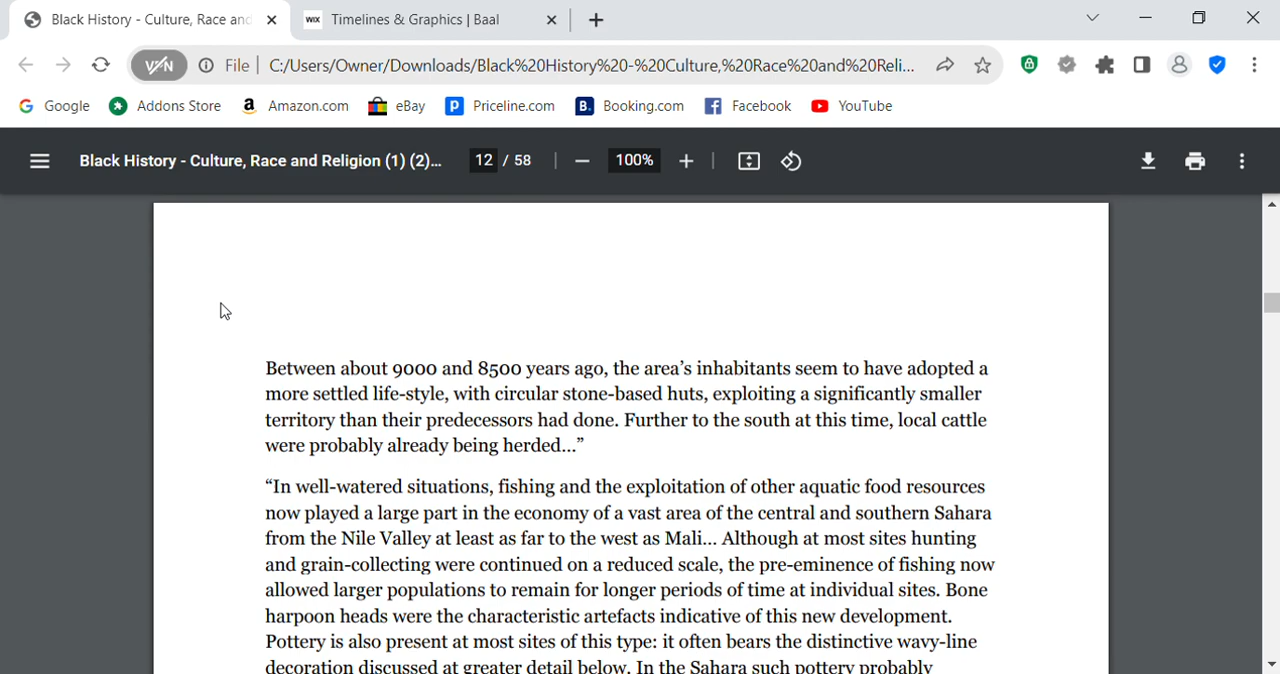 Black History - Culture, Race and
WIX Timelines & Graphics | Baal
VPN File C:/Users/Owner/Downloads/Black%20History%20-%20Culture,%20Race%20and%20Reli...
Google Addons Store Amazon.com eBay Priceline.com Booking.com Facebook YouTube
Black History - Culture, Race and Religion (1) (2)... 12 / 58 100%
Between about 9000 and 8500 years ago, the area’s inhabitants seem to have adopted a
more settled life-style, with circular stone-based huts, exploiting a significantly smaller
territory than their predecessors had done. Further to the south at this time, local cattle
were probably already being herded…”
“In well-watered situations, fishing and the exploitation of other aquatic food resources
now played a large part in the economy of a vast area of the central and southern Sahara
from the Nile Valley at least as far to the west as Mali… Although at most sites hunting
and grain-collecting were continued on a reduced scale, the pre-eminence of fishing now
allowed larger populations to remain for longer periods of time at individual sites. Bone
harpoon heads were the characteristic artefacts indicative of this new development.
Pottery is also present at most sites of this type: it often bears the distinctive wavy-line
decoration discussed at greater detail below. In the Sahara such pottery probably